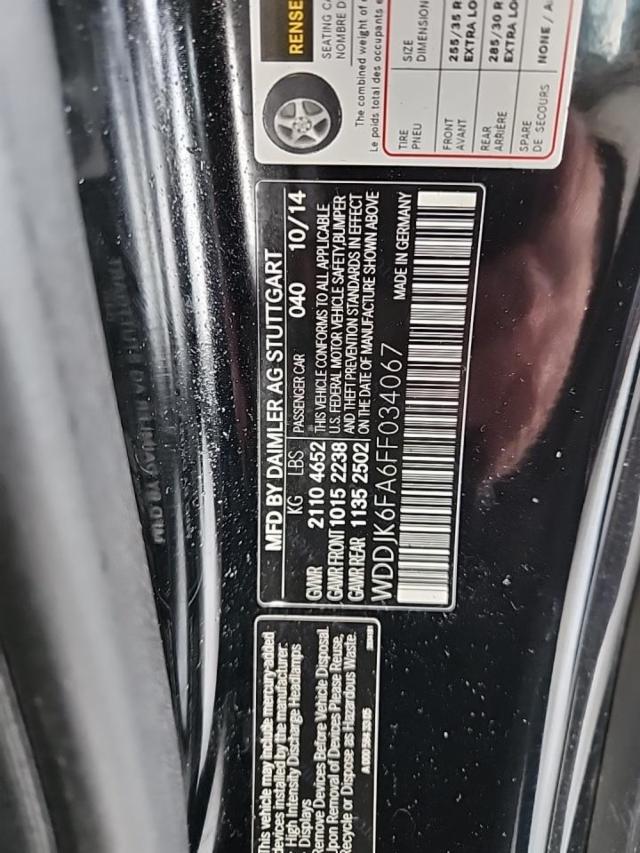 This vehicle may include mercury-added
devices installed by the manufacturer:
High Intensity Discharge Headlamps
Displays
Remove Devices Before Vehicle Disposal.
Upon Removal of Devices Please Reuse,
Recycle or Dispose as Hazardous Waste.
MFD BY DAIMLER AG STUTTGART
KG LBS PASSENGER CAR 040 10/14
GVWR 2110 4652 THIS VEHICLE CONFORMS TO ALL APPLICABLE
GAWR FRONT 1015 2238 U.S. FEDERAL MOTOR VEHICLE SAFETY,BUMPER
GAWR REAR 1135 2502 AND THEFT PREVENTION STANDARDS IN EFFECT
ON THE DATE OF MANUFACTURE SHOWN ABOVE
WDDJK6FA6FF034067 MADE IN GERMANY
RENSE
SEATING CA
NOMBRE D
The combined weight of
Le poids total des occupants e
TIRE SIZE
PNEU DIMENSION
FRONT 255/35 R
AVANT EXTRA LO
REAR 285/30 R
ARRIÈRE EXTRA LO
SPARE NONE / A
DE SECOURS